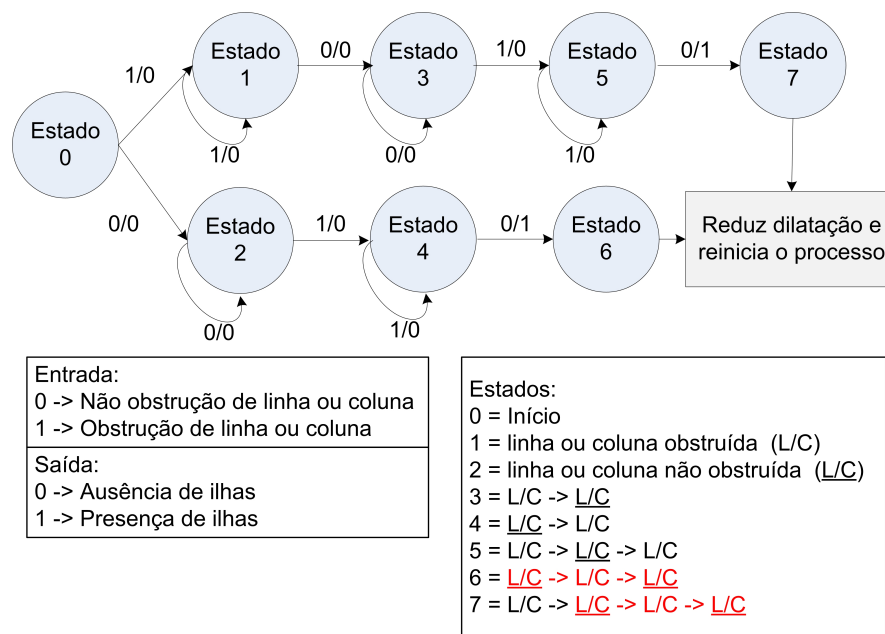 Estado
1
Estado
3
Estado
5
Estado
7
Estado
0
Estado
2
Estado
4
Estado
6
1/0
0/0
1/0
0/1
1/0
0/0
1/0
0/0
1/0
0/1
0/0
1/0
Reduz dilatação e
reinicia o processo
Entrada:
0 -> Não obstrução de linha ou coluna
1 -> Obstrução de linha ou coluna
Saída:
0 -> Ausência de ilhas
1 -> Presença de ilhas
Estados:
0 = Início
1 = linha ou coluna obstruída (L/C)
2 = linha ou coluna não obstruída (L/C)
3 = L/C -> L/C
4 = L/C -> L/C
5 = L/C -> L/C -> L/C
6 = L/C -> L/C -> L/C
7 = L/C -> L/C -> L/C -> L/C